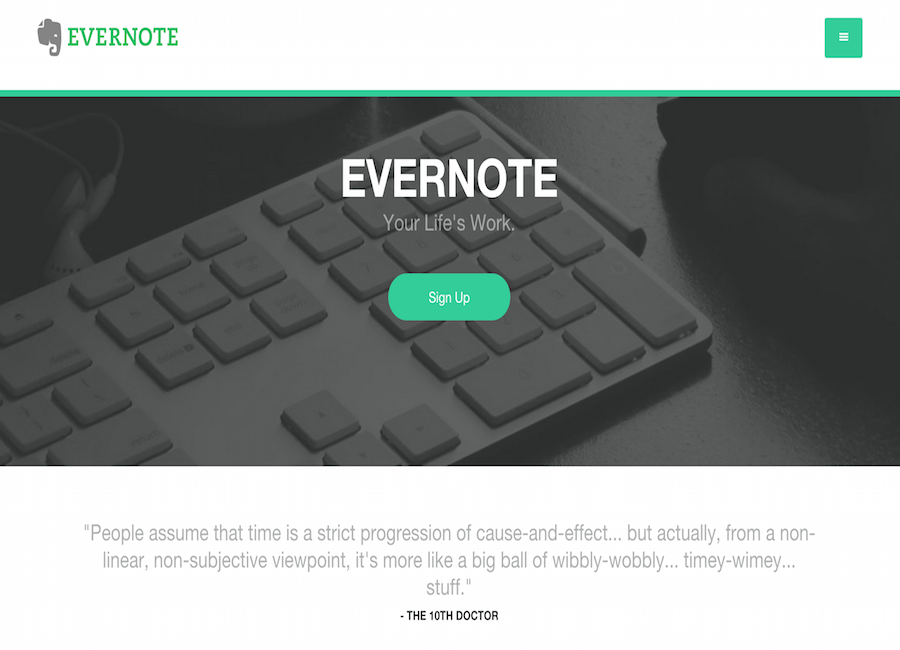 EVERNOTE
EVERNOTE
Your Life's Work.
Sign Up
"People assume that time is a strict progression of cause-and-effect... but actually, from a non-
linear, non-subjective viewpoint, it's more like a big ball of wibbly-wobbly... timey-wimey...
stuff."
- THE 10TH DOCTOR